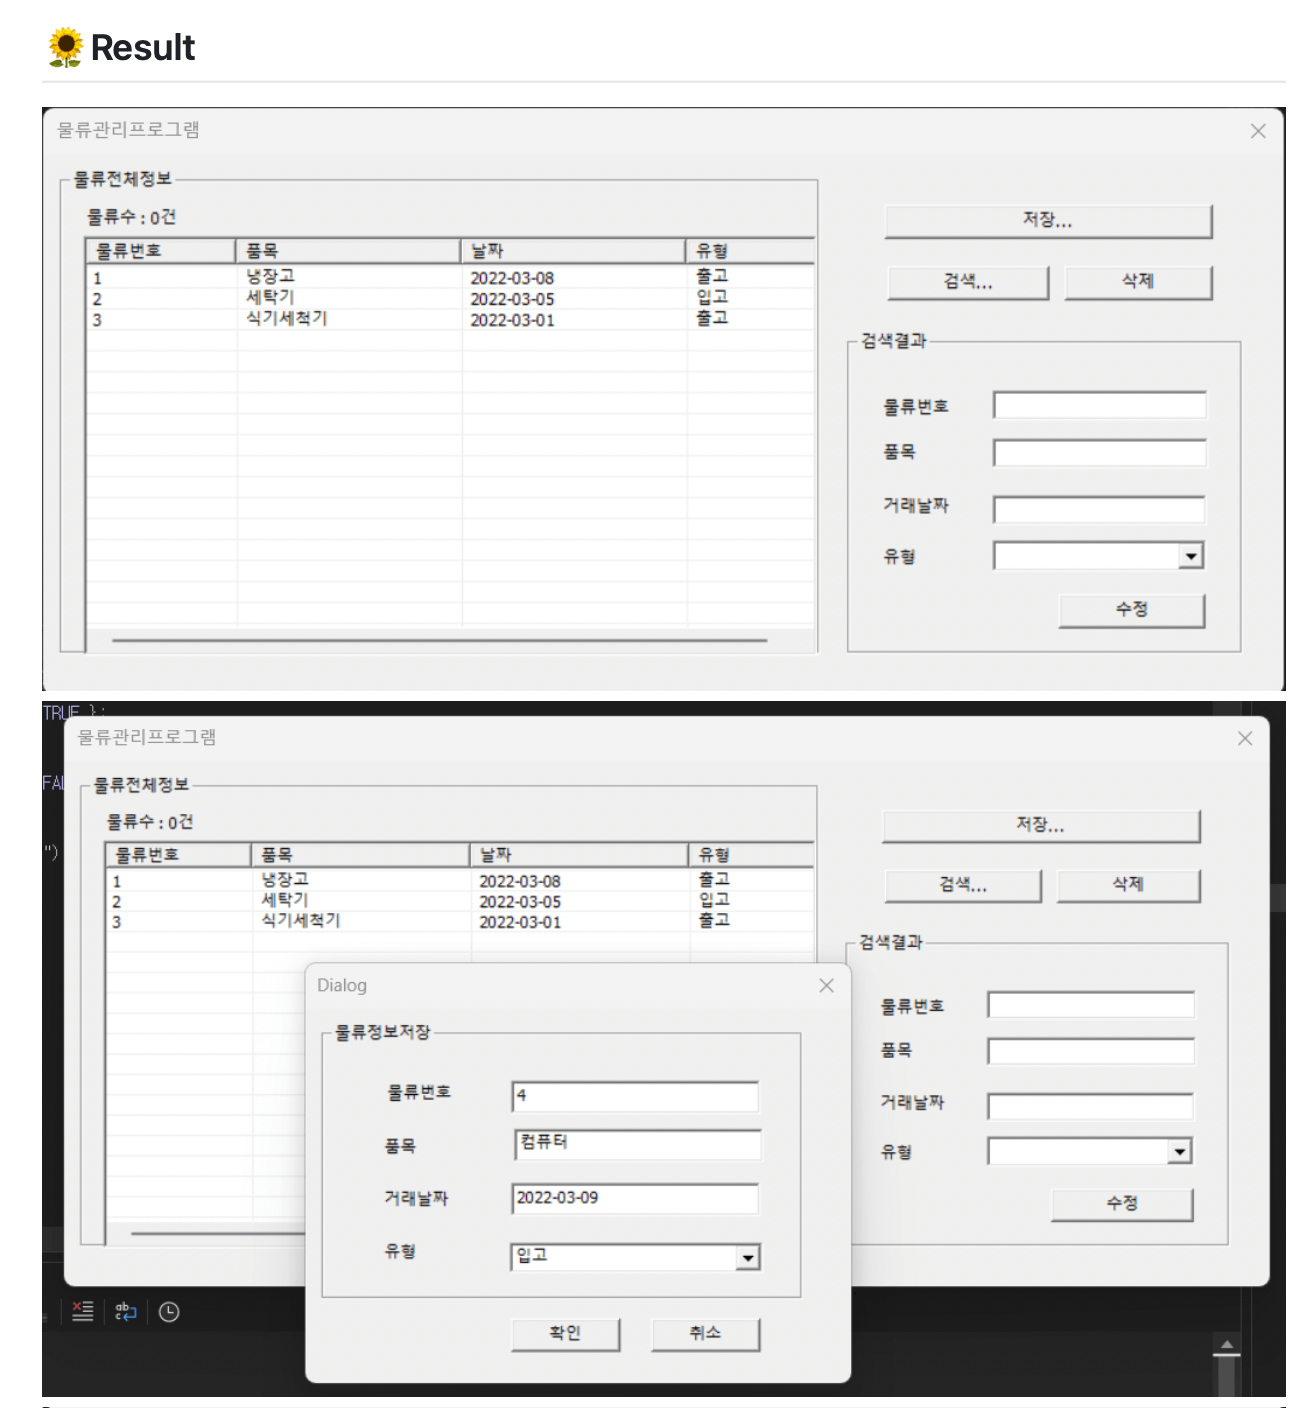 🌻 Result
물류관리프로그램
물류전체정보
물류수 : 0건
물류번호 품목 날짜 유형
1 냉장고 2022-03-08 출고
2 세탁기 2022-03-05 입고
3 식기세척기 2022-03-01 출고
저장...
검색... 삭제
검색결과
물류번호
품목
거래날짜
유형
수정
TRUE };
물류관리프로그램
FAL
물류전체정보
물류수 : 0건
")
물류번호 품목 날짜 유형
1 냉장고 2022-03-08 출고
2 세탁기 2022-03-05 입고
3 식기세척기 2022-03-01 출고
저장...
검색... 삭제
검색결과
물류번호
품목
거래날짜
유형
수정
Dialog
물류정보저장
물류번호 4
품목 컴퓨터
거래날짜 2022-03-09
유형 입고
확인 취소